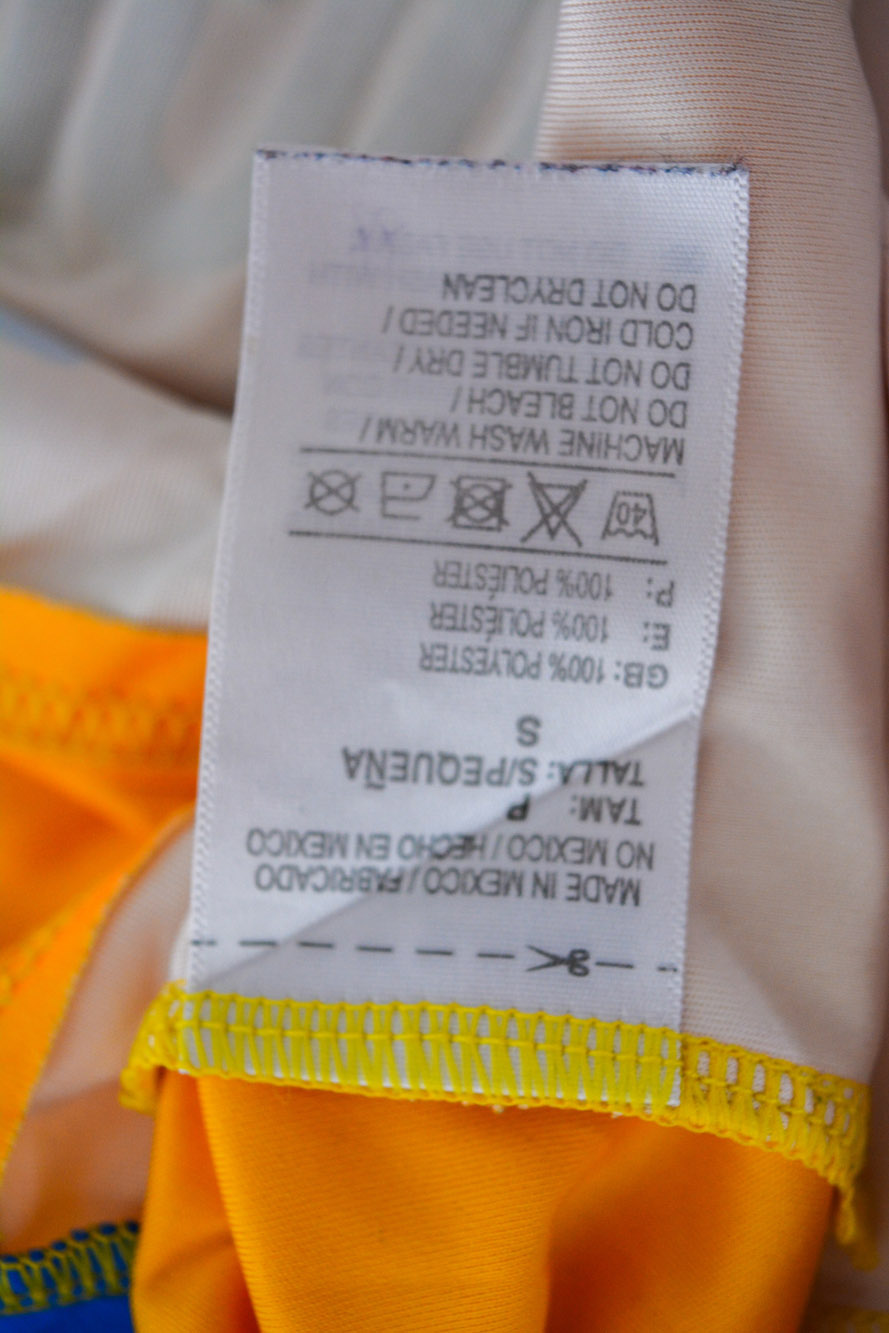 MADE IN MEXICO / FABRICADO
NO MEXICO / HECHO EN MEXICO
TAM: P
TALLA: S/PEQUEÑA
S
GB: 100% POLYESTER
E: 100% POLIÉSTER
P: 100% POLIÉSTER
40
MACHINE WASH WARM /
DO NOT BLEACH /
DO NOT TUMBLE DRY /
COLD IRON IF NEEDED /
DO NOT DRYCLEAN